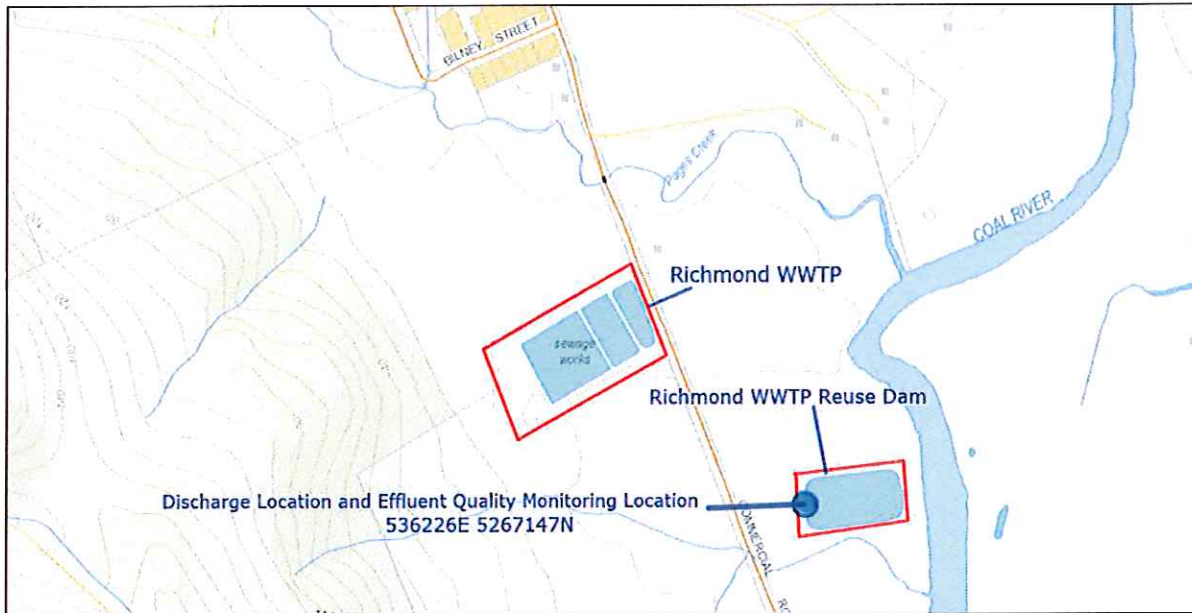 BILNEY STREET
Pages Creek
COAL RIVER
Richmond WWTP
sewage
works
Richmond WWTP Reuse Dam
Discharge Location and Effluent Quality Monitoring Location
536226E 5267147N
COMMERCIAL